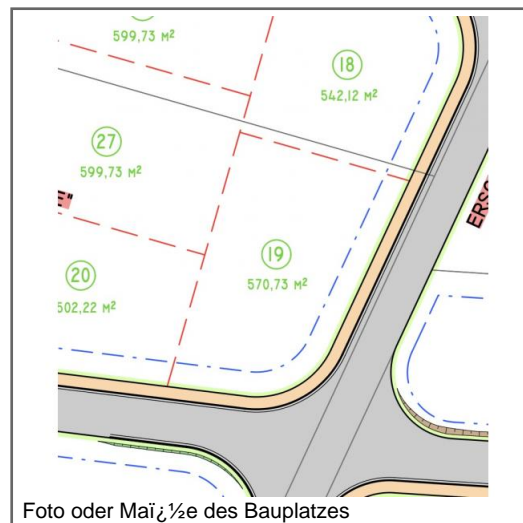 599,73 M²
18
542,12 M²
27
599,73 M²
19
570,73 M²
20
502,22 M²
Foto oder Maï¿½e des Bauplatzes